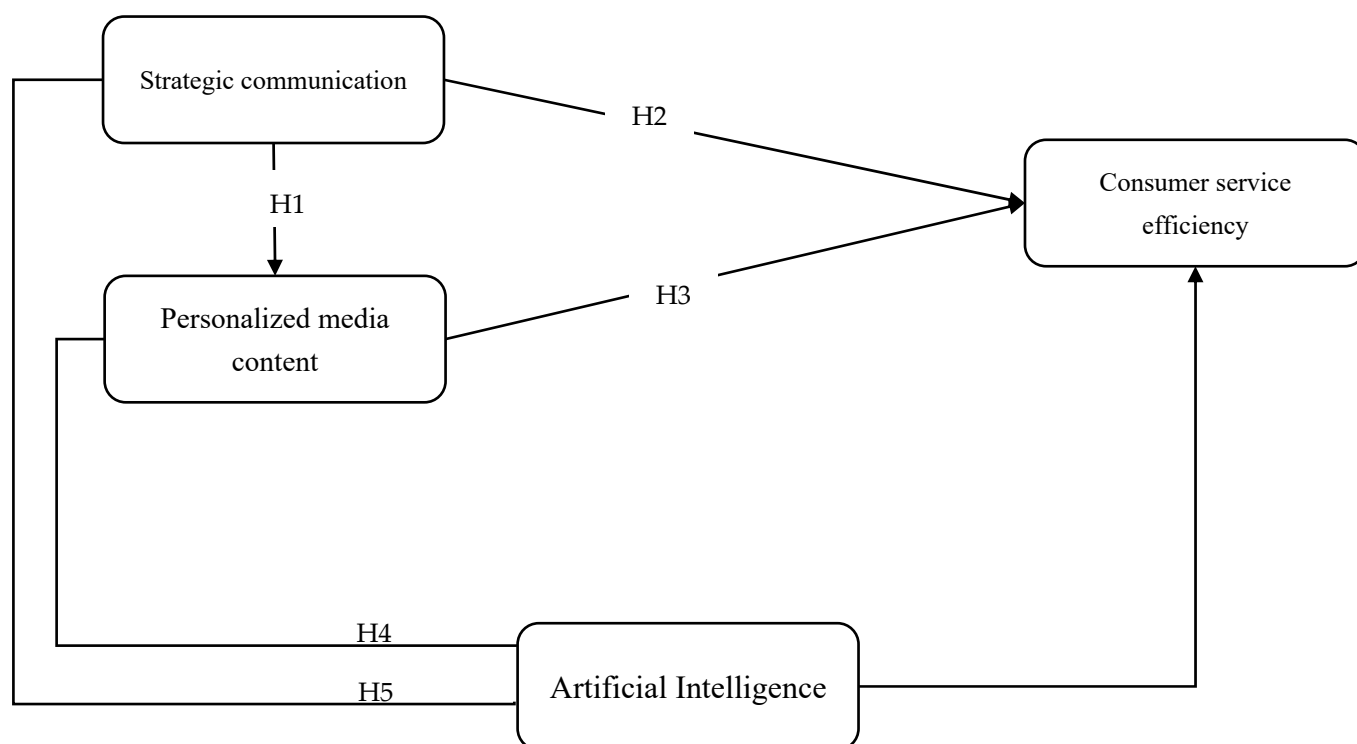 Strategic communication
H2
Consumer service
efficiency
H1
H3
Personalized media
content
H4
H5
Artificial Intelligence